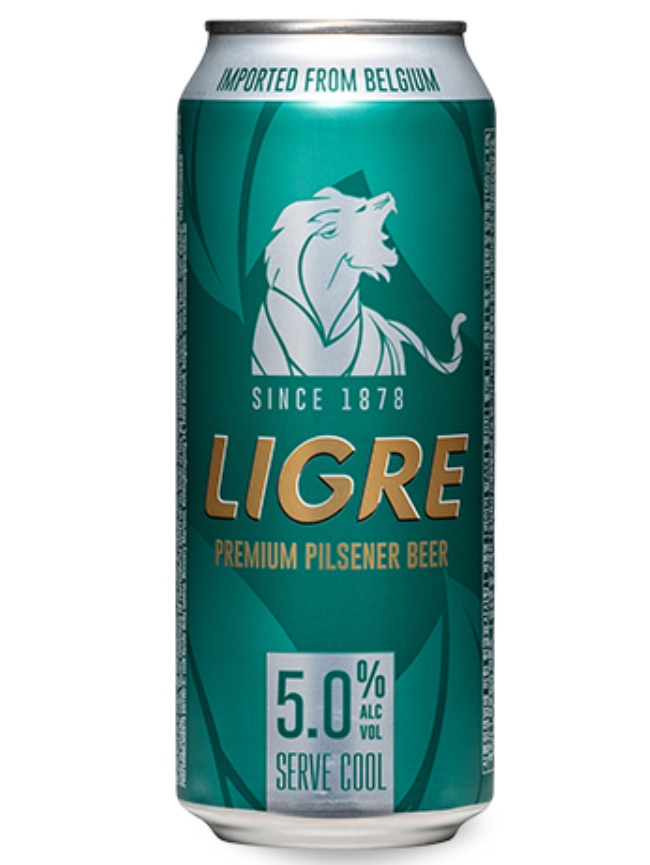 IMPORTED FROM BELGIUM
SINCE 1878
LIGRE
PREMIUM PILSENER BEER
5.0%
ALC
VOL
SERVE COOL